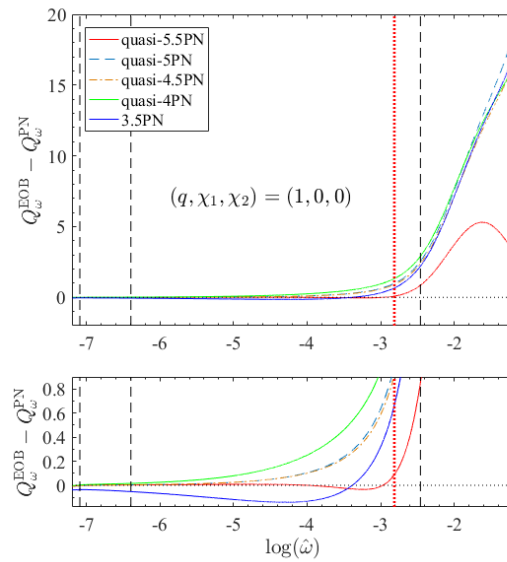 quasi-5.5PN
quasi-5PN
quasi-4.5PN
quasi-4PN
3.5PN
20
15
10
5
0
Q_ω^EOB − Q_ω^PN
(q, χ₁, χ₂) = (1, 0, 0)
-7 -6 -5 -4 -3 -2
0.8
0.6
0.4
0.2
0
Q_ω^EOB − Q_ω^PN
-7 -6 -5 -4 -3 -2
log(ω̂)